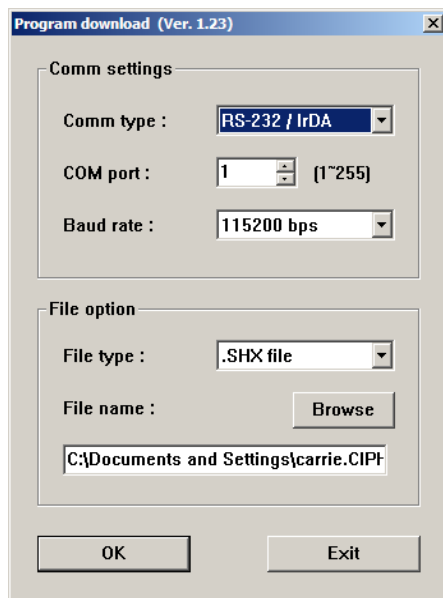 Program download (Ver. 1.23)
Comm settings
Comm type : RS-232 / IrDA
COM port : 1 (1~255)
Baud rate : 115200 bps
File option
File type : .SHX file
File name : Browse
C:\Documents and Settings\carrie.CIPH
OK Exit